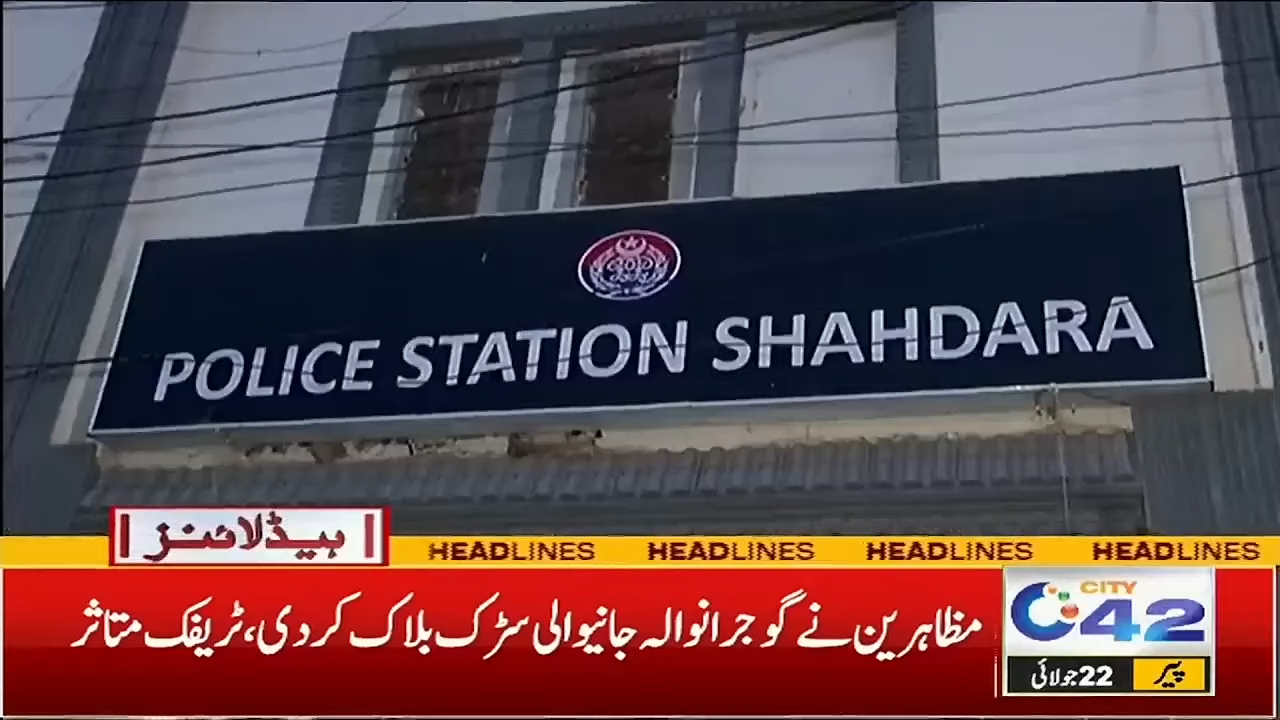 POLICE STATION SHAHDARA
ہیڈلائنز
HEADLINES HEADLINES HEADLINES HEADLINES
مظاہرین نے گوجرانوالہ جانیوالی سڑک بلاک کر دی، ٹریفک متاثر
CITY
42
22 جولائی
پیر